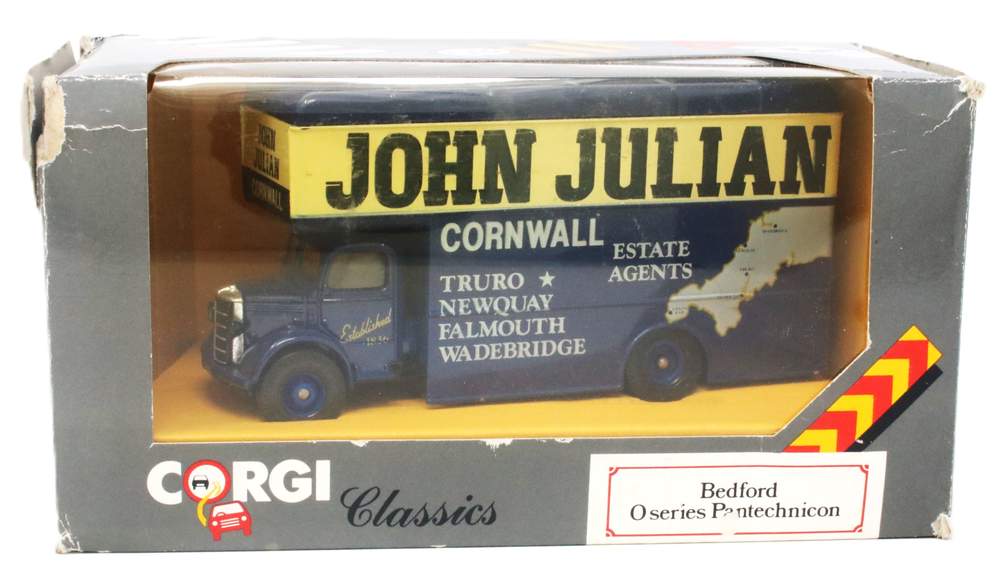 JOHN
JULIAN
CORNWALL
JOHN JULIAN
CORNWALL
ESTATE
AGENTS
TRURO ★
NEWQUAY
FALMOUTH
WADEBRIDGE
Established
CORGI Classics
Bedford
O series Pantechnicon